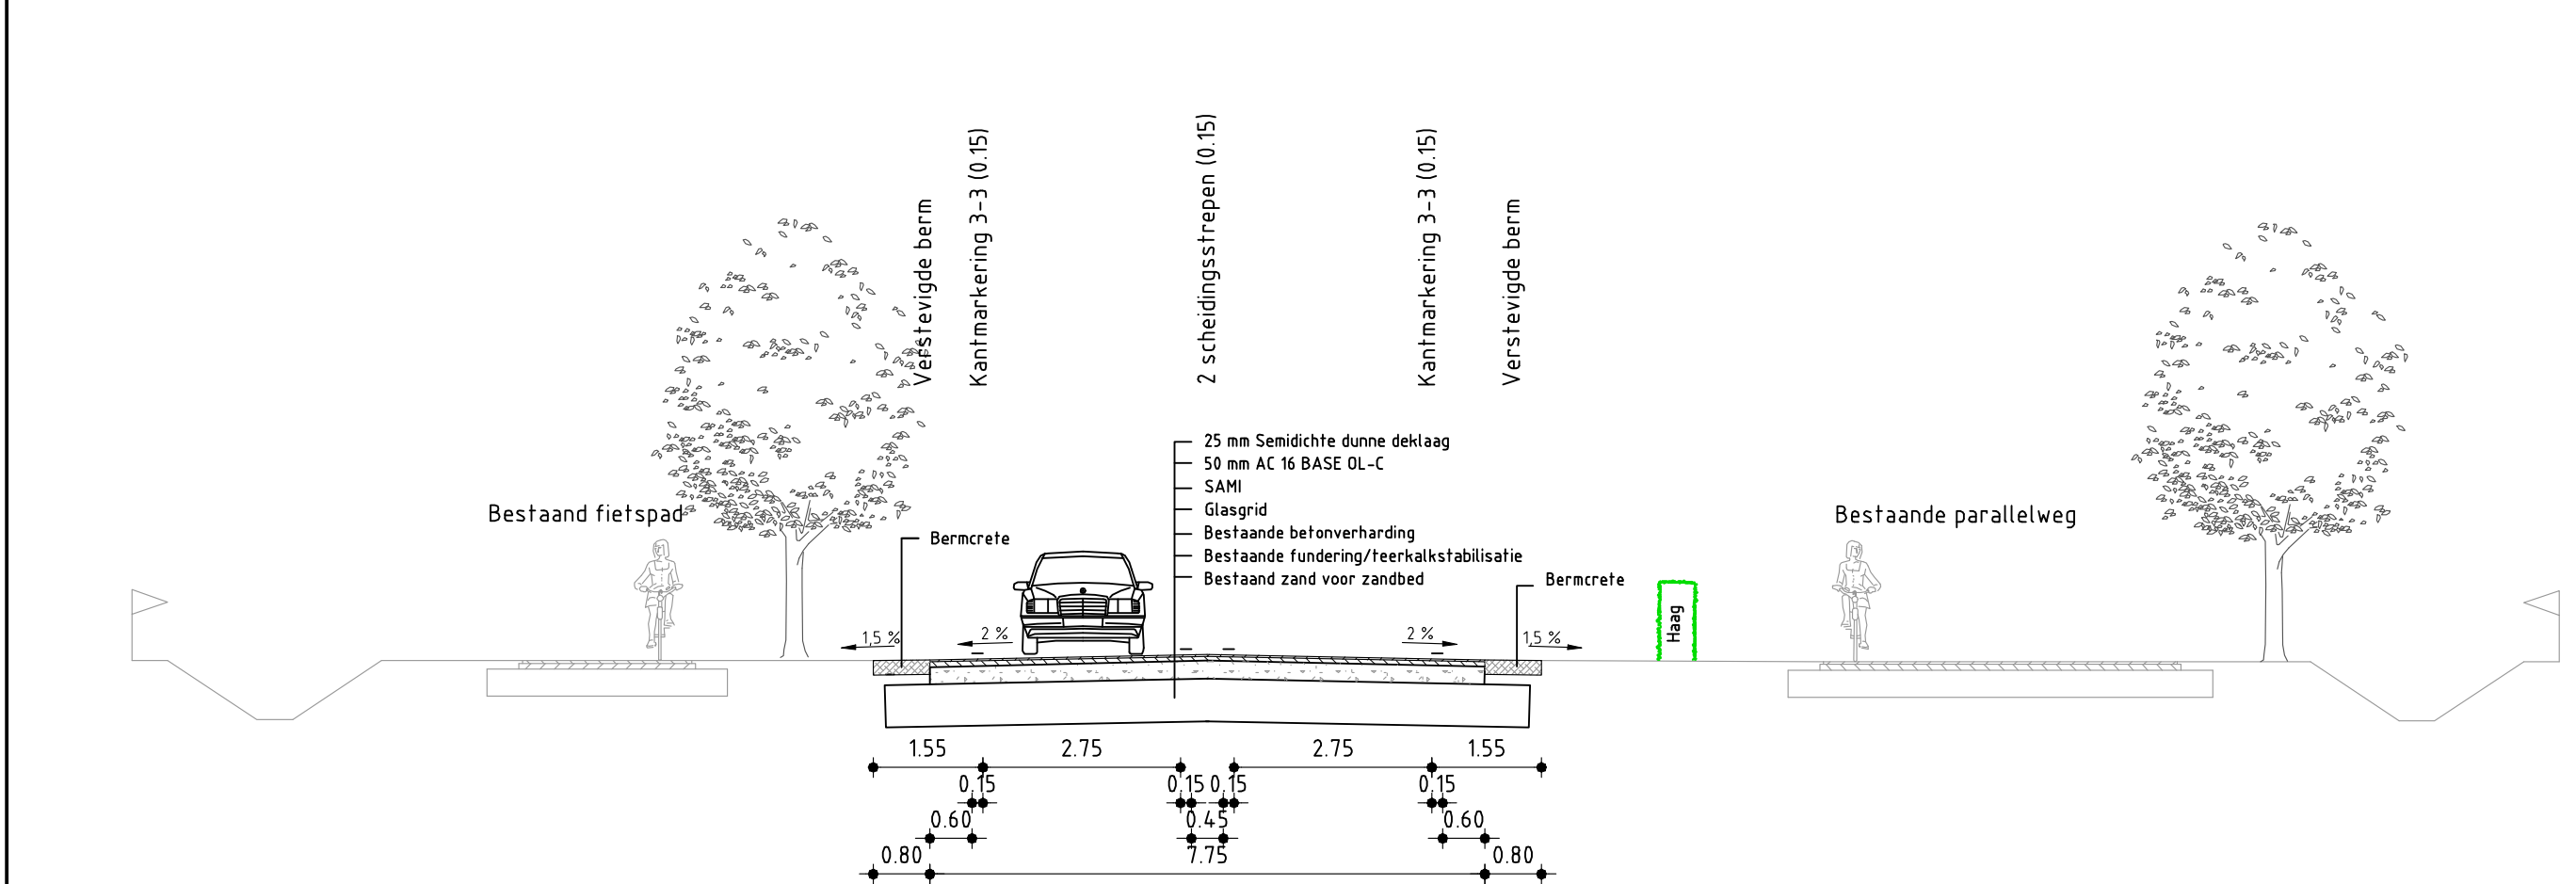 Verstevigde berm
Kantmarkering 3-3 (0.15)
2 scheidingsstrepen (0.15)
Kantmarkering 3-3 (0.15)
Verstevigde berm
25 mm Semidichte dunne deklaag
50 mm AC 16 BASE OL-C
SAMI
Glasgrid
Bestaande betonverharding
Bestaande fundering/teerkalkstabilisatie
Bestaand zand voor zandbed
Bestaand fietspad
Bestaande parallelweg
Bermcrete
Bermcrete
Haag
1,5 %
2 %
2 %
1,5 %
1.55 2.75 2.75 1.55
0.15 0.15 0.15 0.15
0.60 0.45 0.60
0.80 7.75 0.80